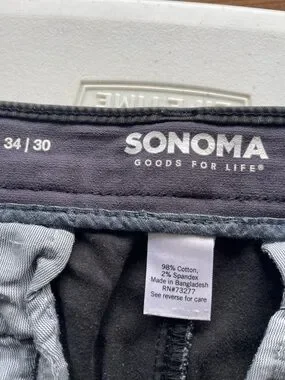 LIFETIME
34 | 30
SONOMA
GOODS FOR LIFE®
98% Cotton,
2% Spandex
Made in Bangladesh
RN#73277
See reverse for care